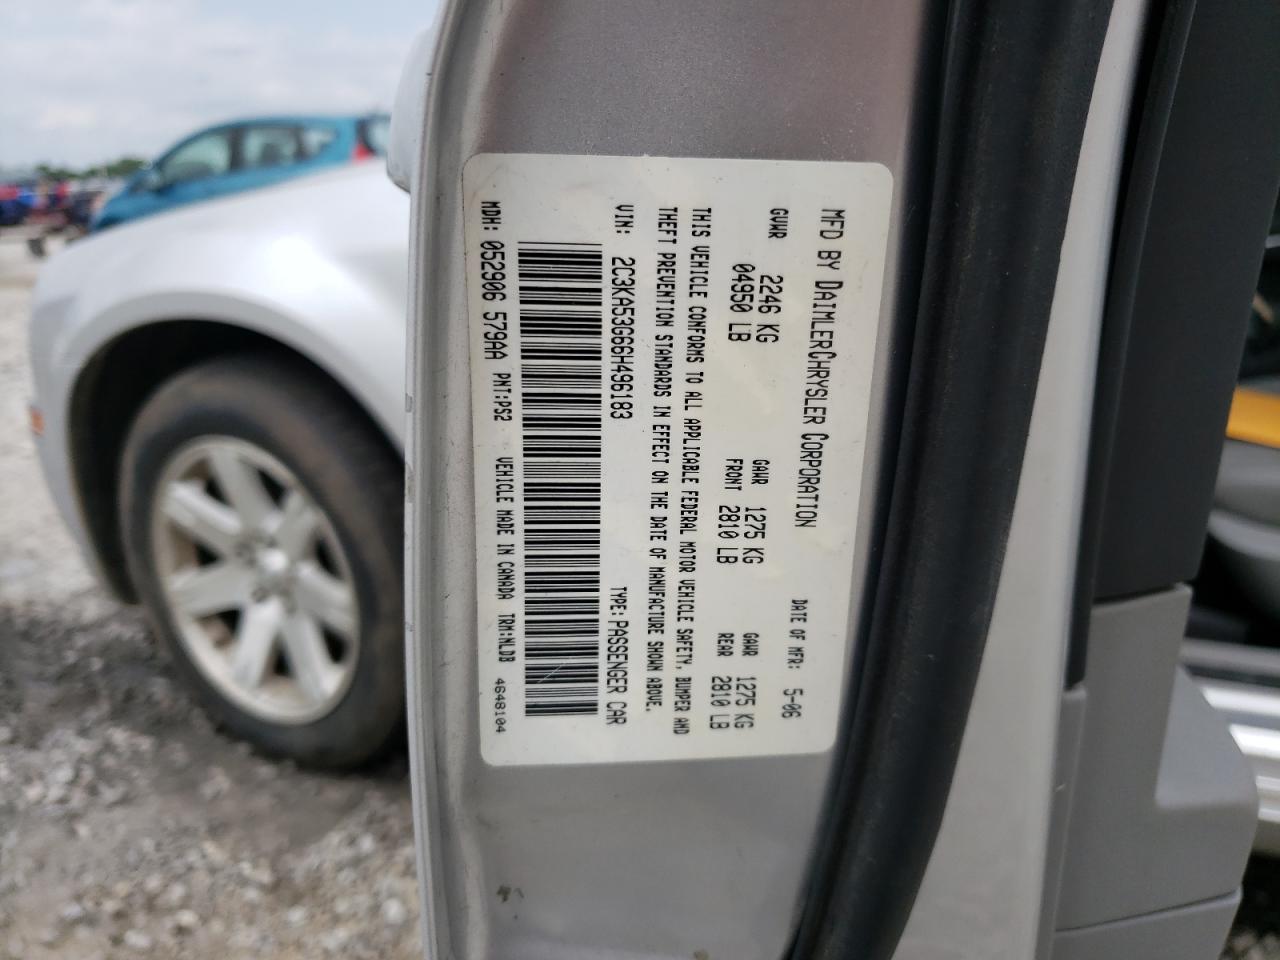 MFD BY DAIMLERCHRYSLER CORPORATION DATE OF MFR: 5-06
GVWR 2246 KG GAWR 1275 KG GAWR 1275 KG
04950 LB FRONT 2810 LB REAR 2810 LB
THIS VEHICLE CONFORMS TO ALL APPLICABLE FEDERAL MOTOR VEHICLE SAFETY, BUMPER AND
THEFT PREVENTION STANDARDS IN EFFECT ON THE DATE OF MANUFACTURE SHOWN ABOVE.
VIN: 2C3KA53G66H496183 TYPE: PASSENGER CAR
MDH: 052906 579AA PNT:PS2 VEHICLE MADE IN CANADA TRM:NLDB 4648104